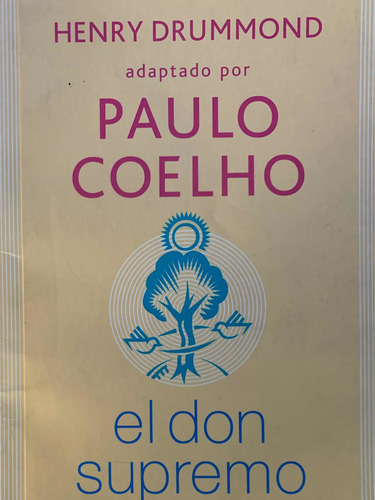 HENRY DRUMMOND
adaptado por
PAULO
COELHO
el don
supremo